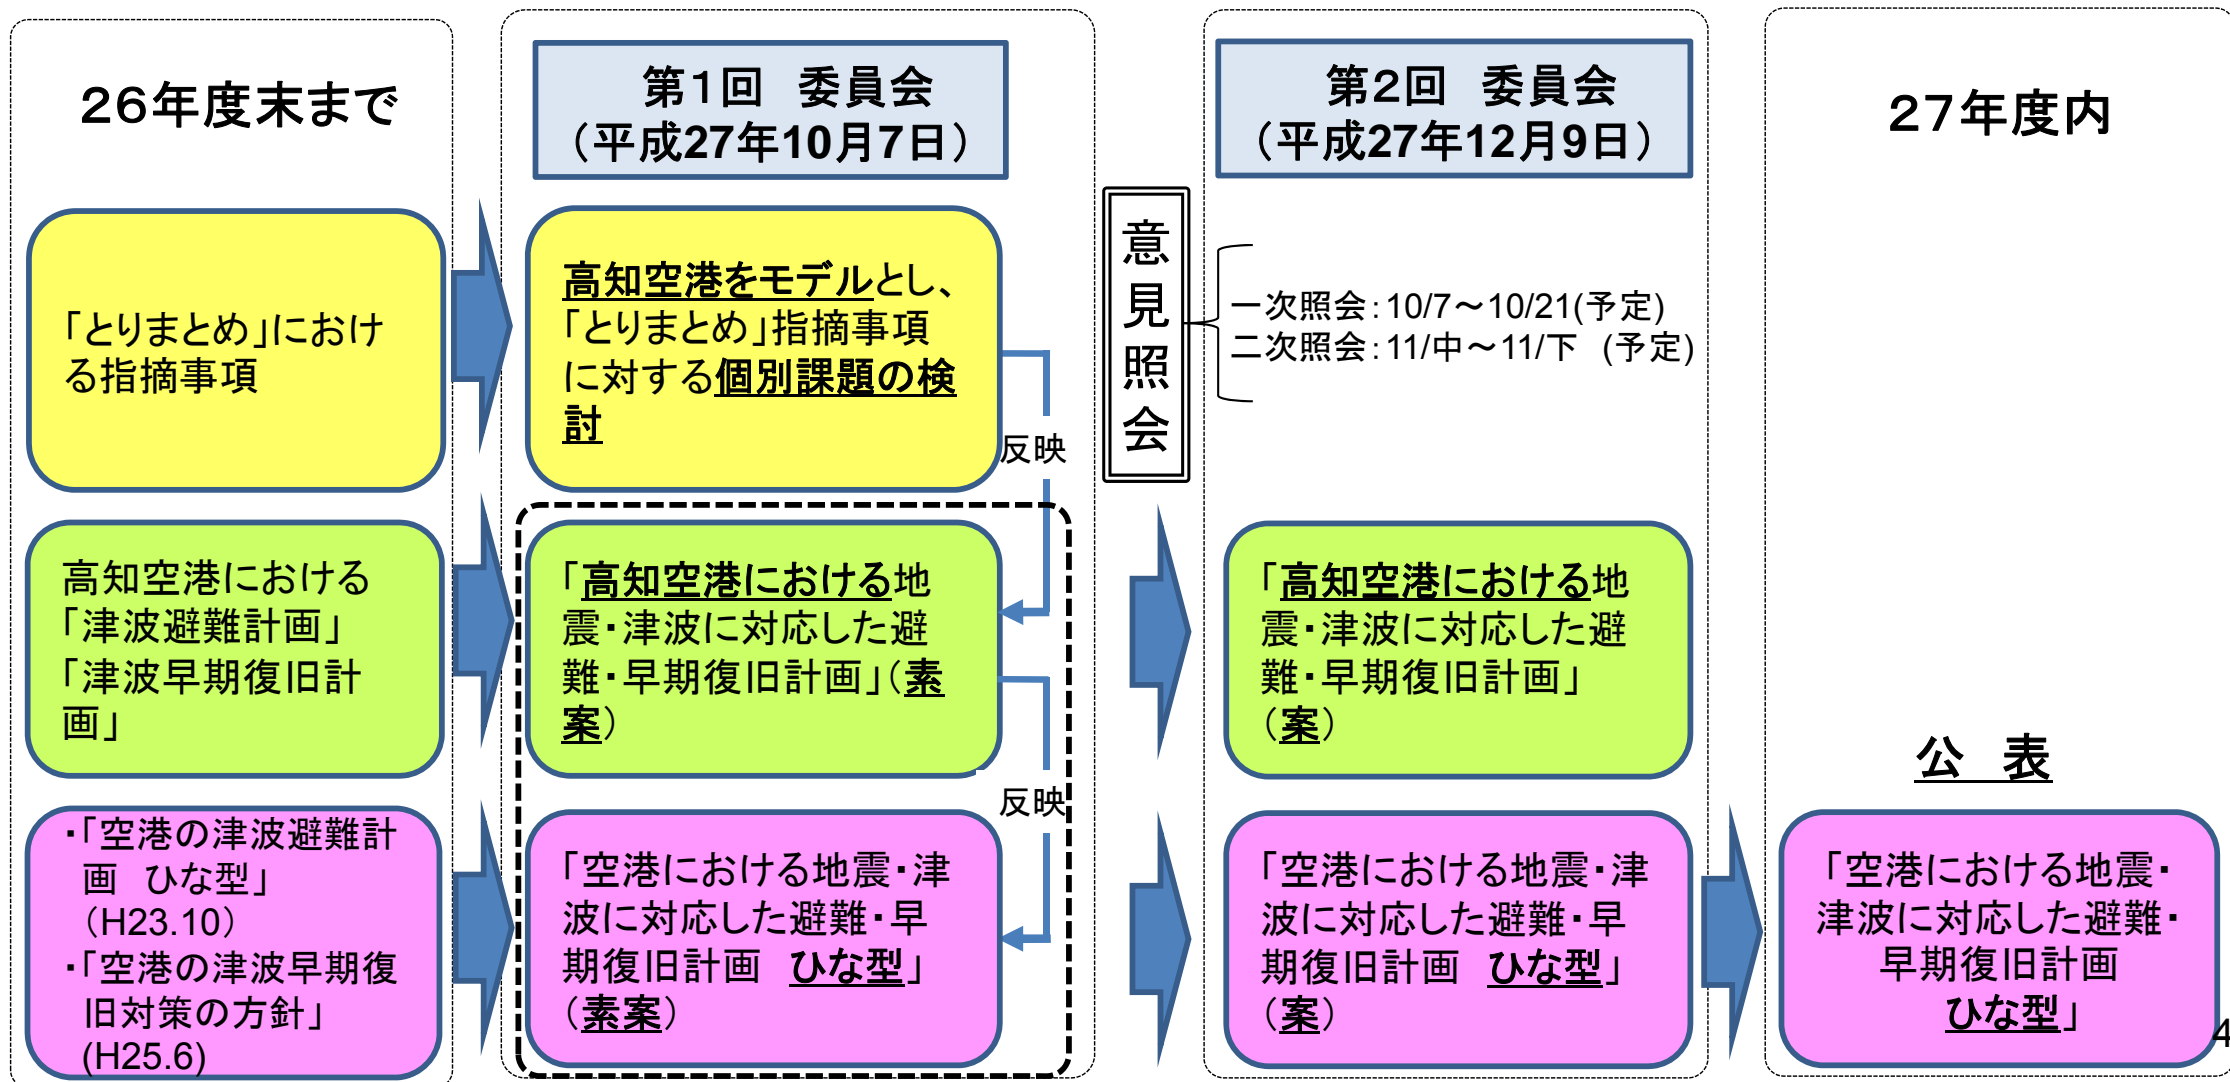 26年度末まで
「とりまとめ」におけ
る指摘事項
高知空港における
「津波避難計画」
「津波早期復旧計
画」
・「空港の津波避難計
画　ひな型」
（H23.10）
・「空港の津波早期復
旧対策の方針」
(H25.6)
第1回　委員会
（平成27年10月7日）
高知空港をモデルとし、
「とりまとめ」指摘事項
に対する個別課題の検
討
反映
「高知空港における地
震・津波に対応した避
難・早期復旧計画」（素
案）
反映
「空港における地震・津
波に対応した避難・早
期復旧計画　ひな型」
（素案）
意見照会
第2回　委員会
（平成27年12月9日）
一次照会：10/7～10/21(予定)
二次照会：11/中～11/下 (予定)
「高知空港における地
震・津波に対応した避
難・早期復旧計画」
（案）
「空港における地震・津
波に対応した避難・早
期復旧計画　ひな型」
（案）
27年度内
公　表
「空港における地震・
津波に対応した避難・
早期復旧計画
ひな型」
4